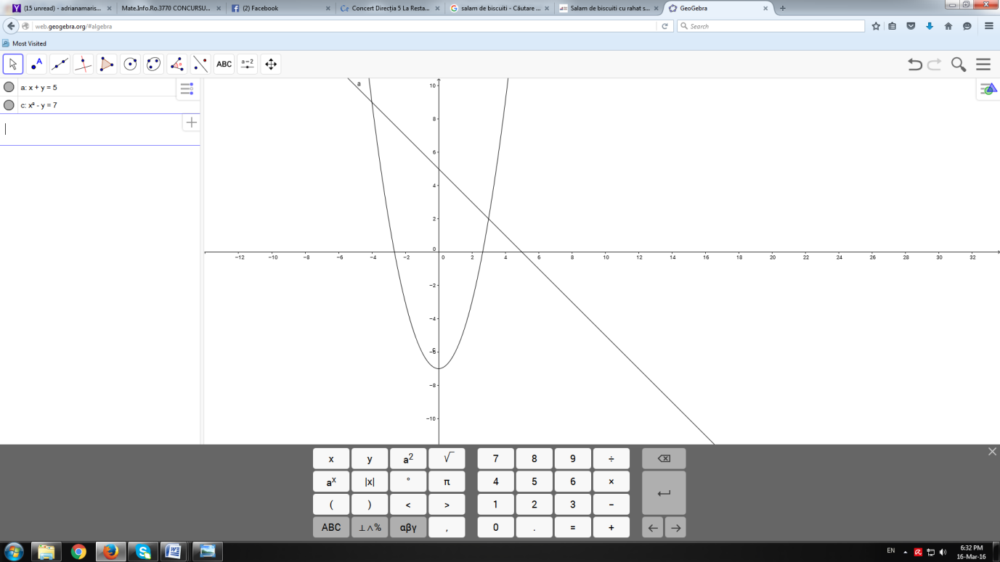 (15 unread) - adrianamaris...
Mate.Info.Ro.3770 CONCURSU...
(2) Facebook
Concert Direcția 5 La Resta...
salam de biscuiti - Căutare ...
Salam de biscuiti cu rahat s...
GeoGebra
web.geogebra.org/#algebra
Search
Most Visited
A
ABC
a=2
a: x + y = 5
c: x² - y = 7
a
10
8
6
4
2
0
−2
−4
−6
−8
−10
−12 −10 −8 −6 −4 −2 0 2 4 6 8 10 12 14 16 18 20 22 24 26 28 30 32
x y a² √ 7 8 9 ÷
aˣ |x| ° π 4 5 6 ×
( ) < > 1 2 3 −
ABC ⊥∧% αβγ , 0 . = +
EN
6:32 PM
16-Mar-16